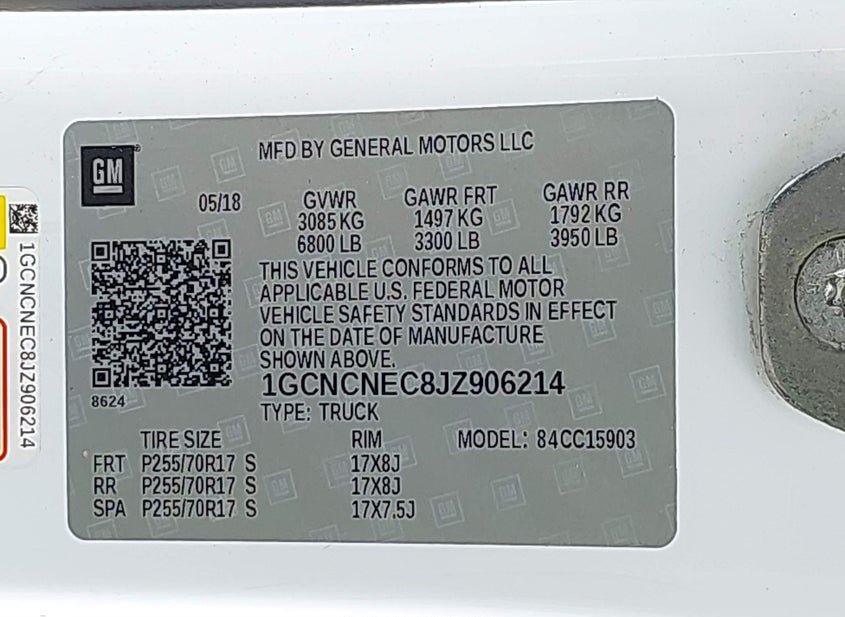 GM
MFD BY GENERAL MOTORS LLC
05/18 GVWR GAWR FRT GAWR RR
3085 KG 1497 KG 1792 KG
6800 LB 3300 LB 3950 LB
THIS VEHICLE CONFORMS TO ALL
APPLICABLE U.S. FEDERAL MOTOR
VEHICLE SAFETY STANDARDS IN EFFECT
ON THE DATE OF MANUFACTURE
SHOWN ABOVE.
8624
1GCNCNEC8JZ906214
TYPE: TRUCK
TIRE SIZE RIM MODEL: 84CC15903
FRT P255/70R17 S 17X8J
RR P255/70R17 S 17X8J
SPA P255/70R17 S 17X7.5J
1GCNCNEC8JZ906214